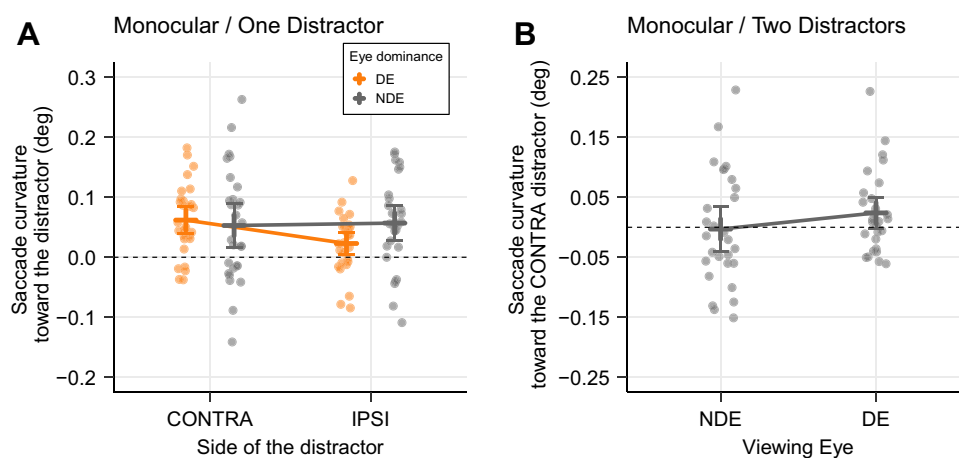 A
Monocular / One Distractor
Eye dominance
DE
NDE
0.3
0.2
0.1
0.0
−0.1
−0.2
Saccade curvature
toward the distractor (deg)
CONTRA
IPSI
Side of the distractor
B
Monocular / Two Distractors
0.25
0.15
0.05
−0.05
−0.15
−0.25
Saccade curvature
toward the CONTRA distractor (deg)
NDE
DE
Viewing Eye